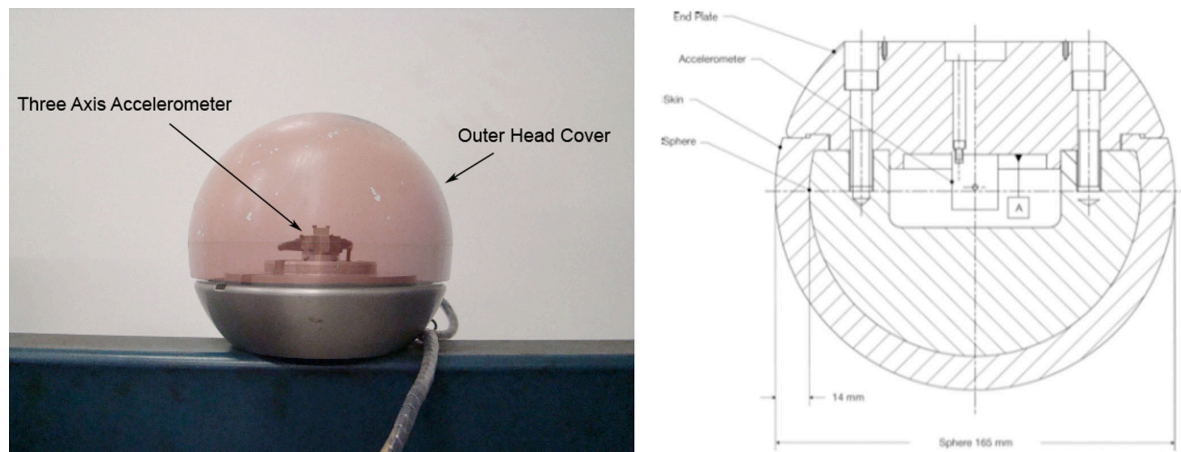 Three Axis Accelerometer
Outer Head Cover
End Plate
Accelerometer
Skin
Sphere
A
14 mm
Sphere 165 mm